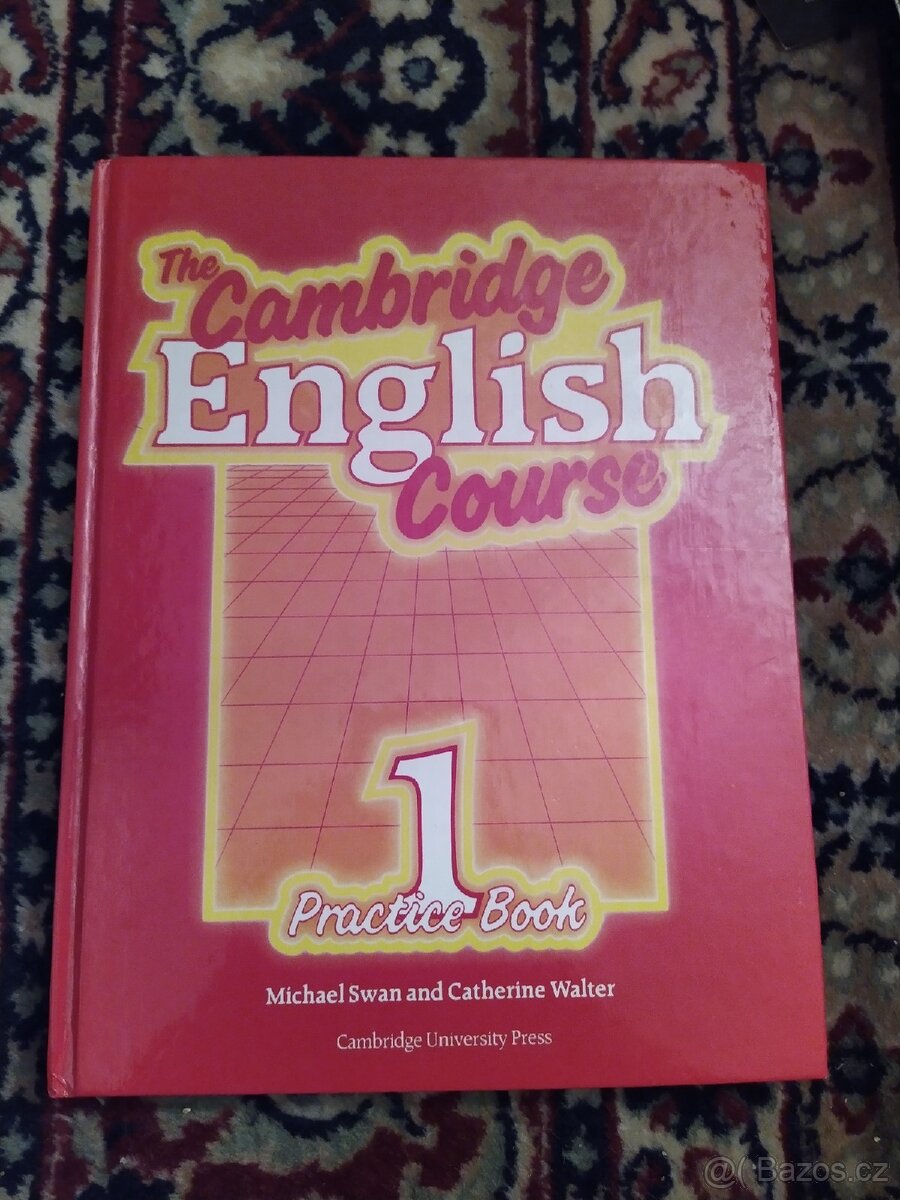 The
Cambridge
English
Course
1
Practice Book
Michael Swan and Catherine Walter
Cambridge University Press
@( Bazos.cz